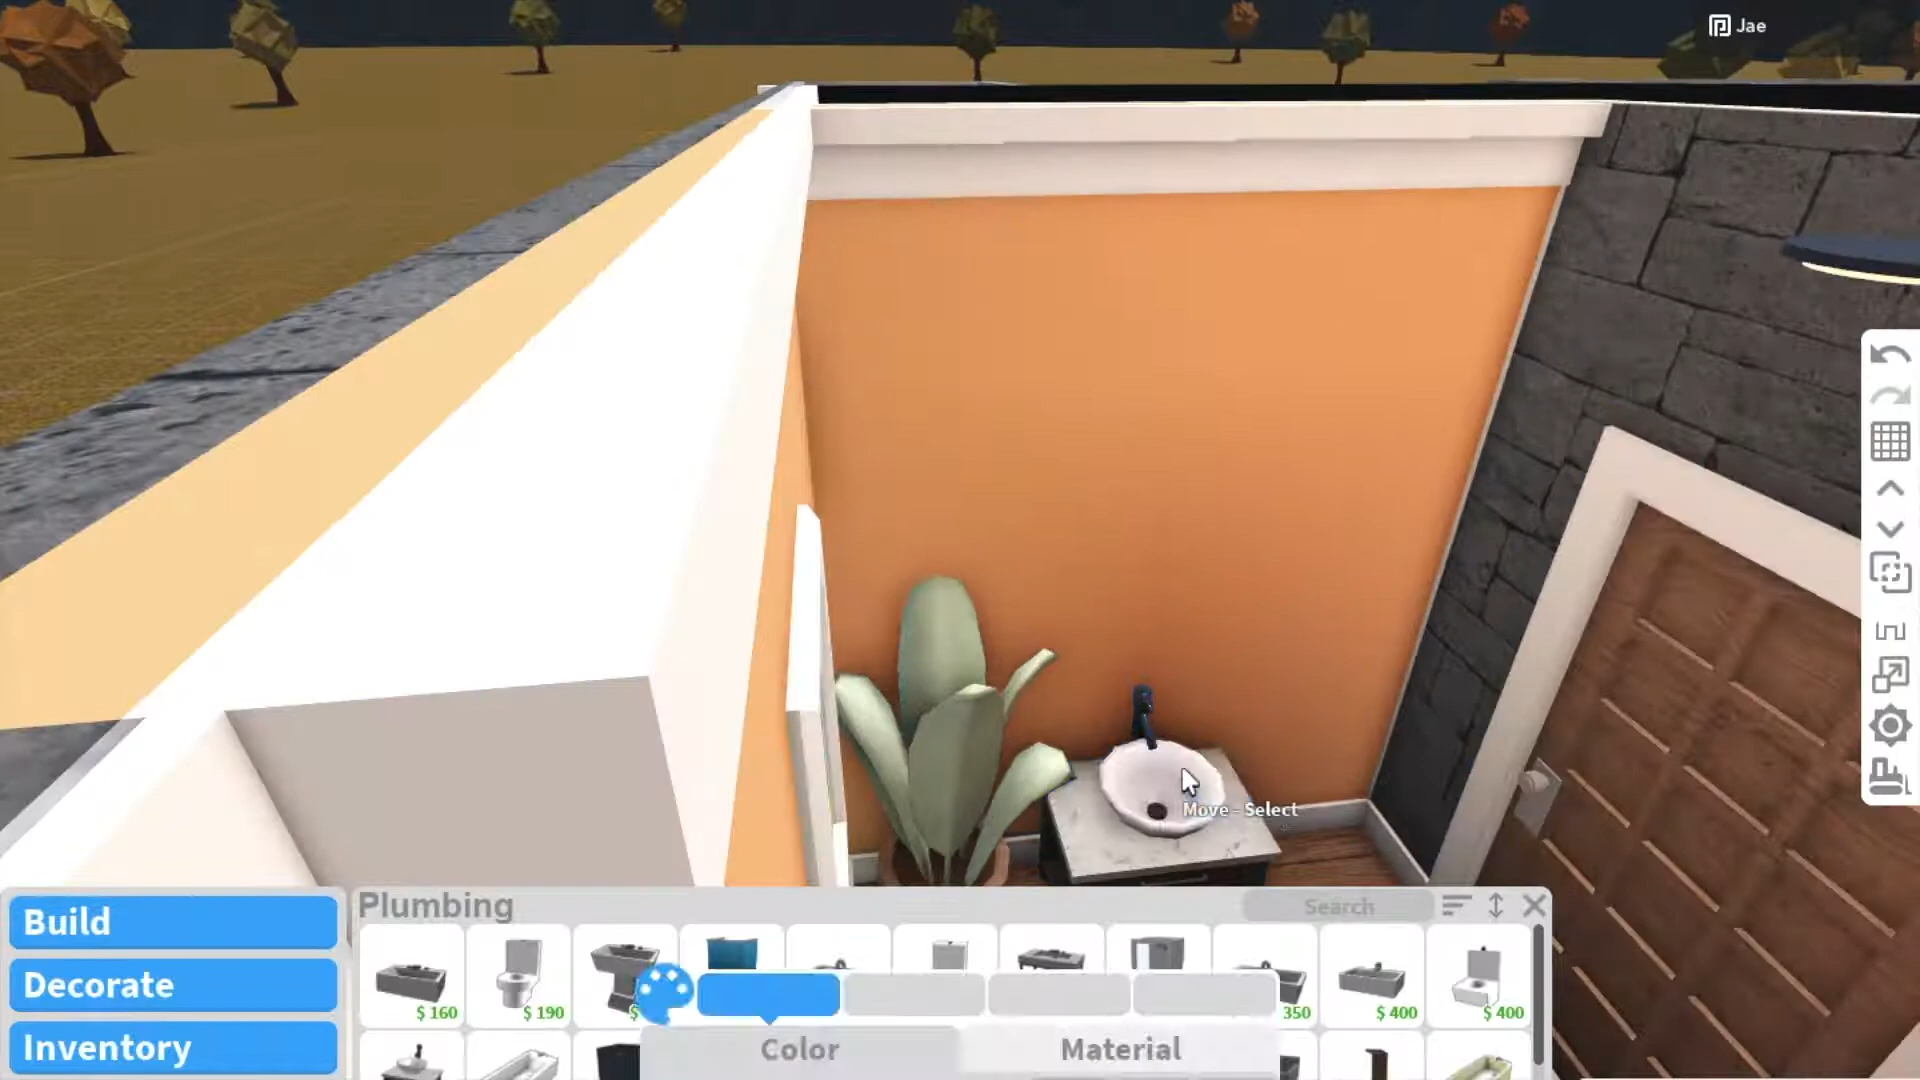 Jae
Move - Select
Build
Decorate
Inventory
Plumbing
Search
$ 160
$ 190
$
350
$ 400
$ 400
Color
Material